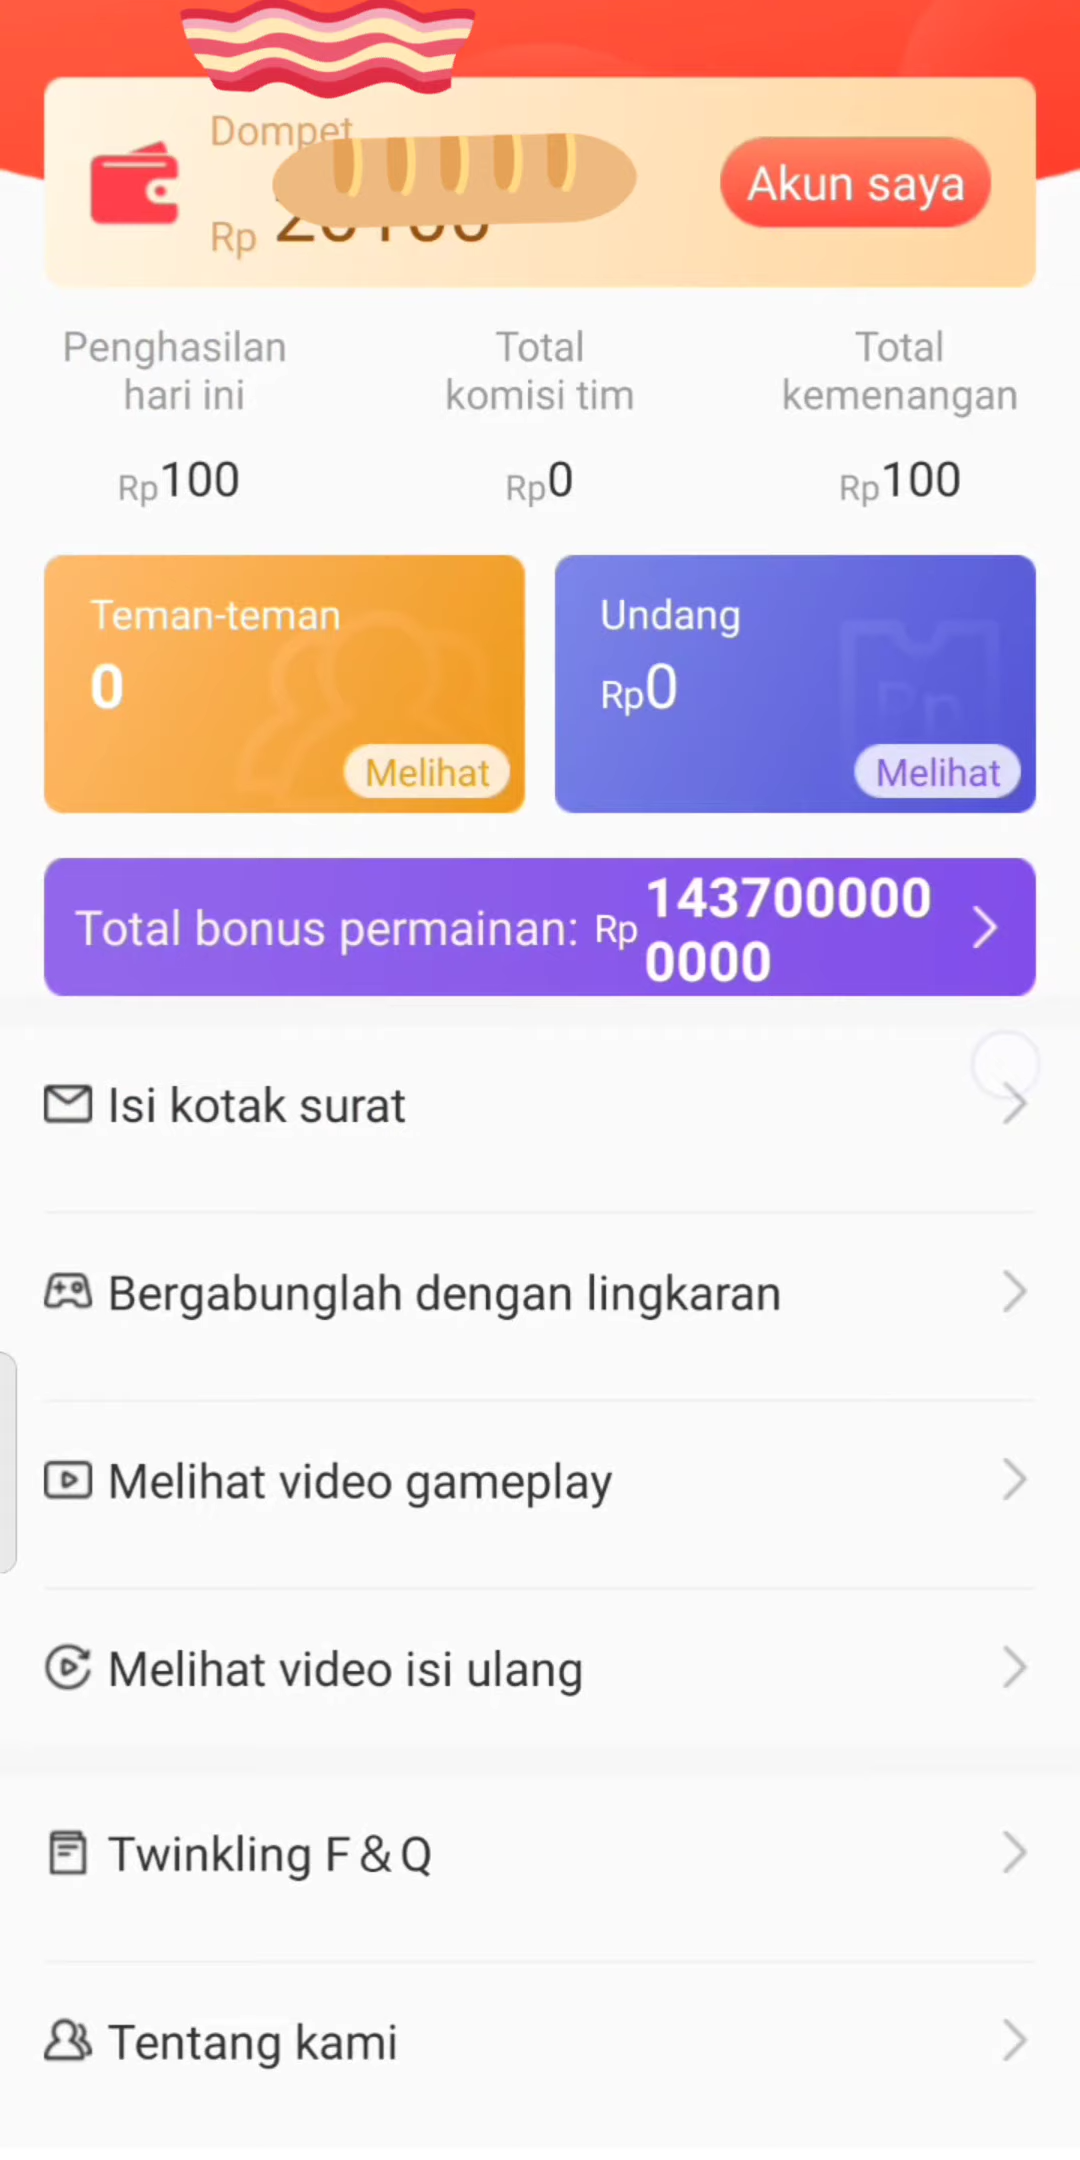 Dompet
Rp
Akun saya
Penghasilan
hari ini
Total
komisi tim
Total
kemenangan
Rp100
Rp0
Rp100
Teman-teman
0
Melihat
Undang
Rp0
Rp
Melihat
Total bonus permainan: Rp 143700000
0000
Isi kotak surat
Bergabunglah dengan lingkaran
Melihat video gameplay
Melihat video isi ulang
Twinkling F & Q
Tentang kami